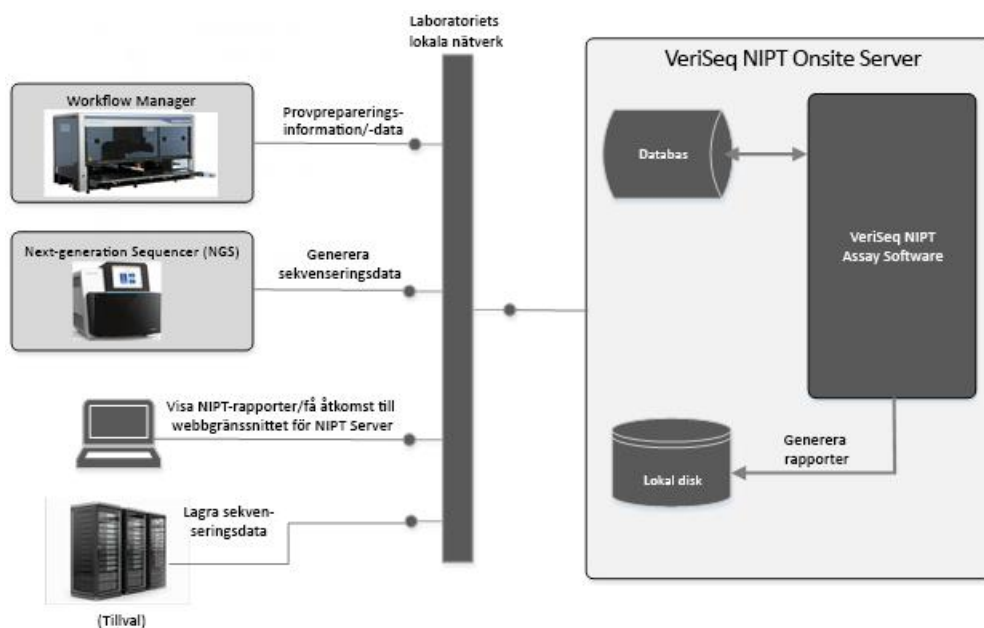 Laboratoriets
lokala nätverk
VeriSeq NIPT Onsite Server
Workflow Manager
Provpreparerings-
information/-data
Databas
VeriSeq NIPT
Assay Software
Next-generation Sequencer (NGS)
Generera
sekvenseringsdata
Visa NIPT-rapporter/få åtkomst till
webbgränssnittet för NIPT Server
Generera
rapporter
Lokal disk
Lagra sekven-
seringsdata
(Tillval)